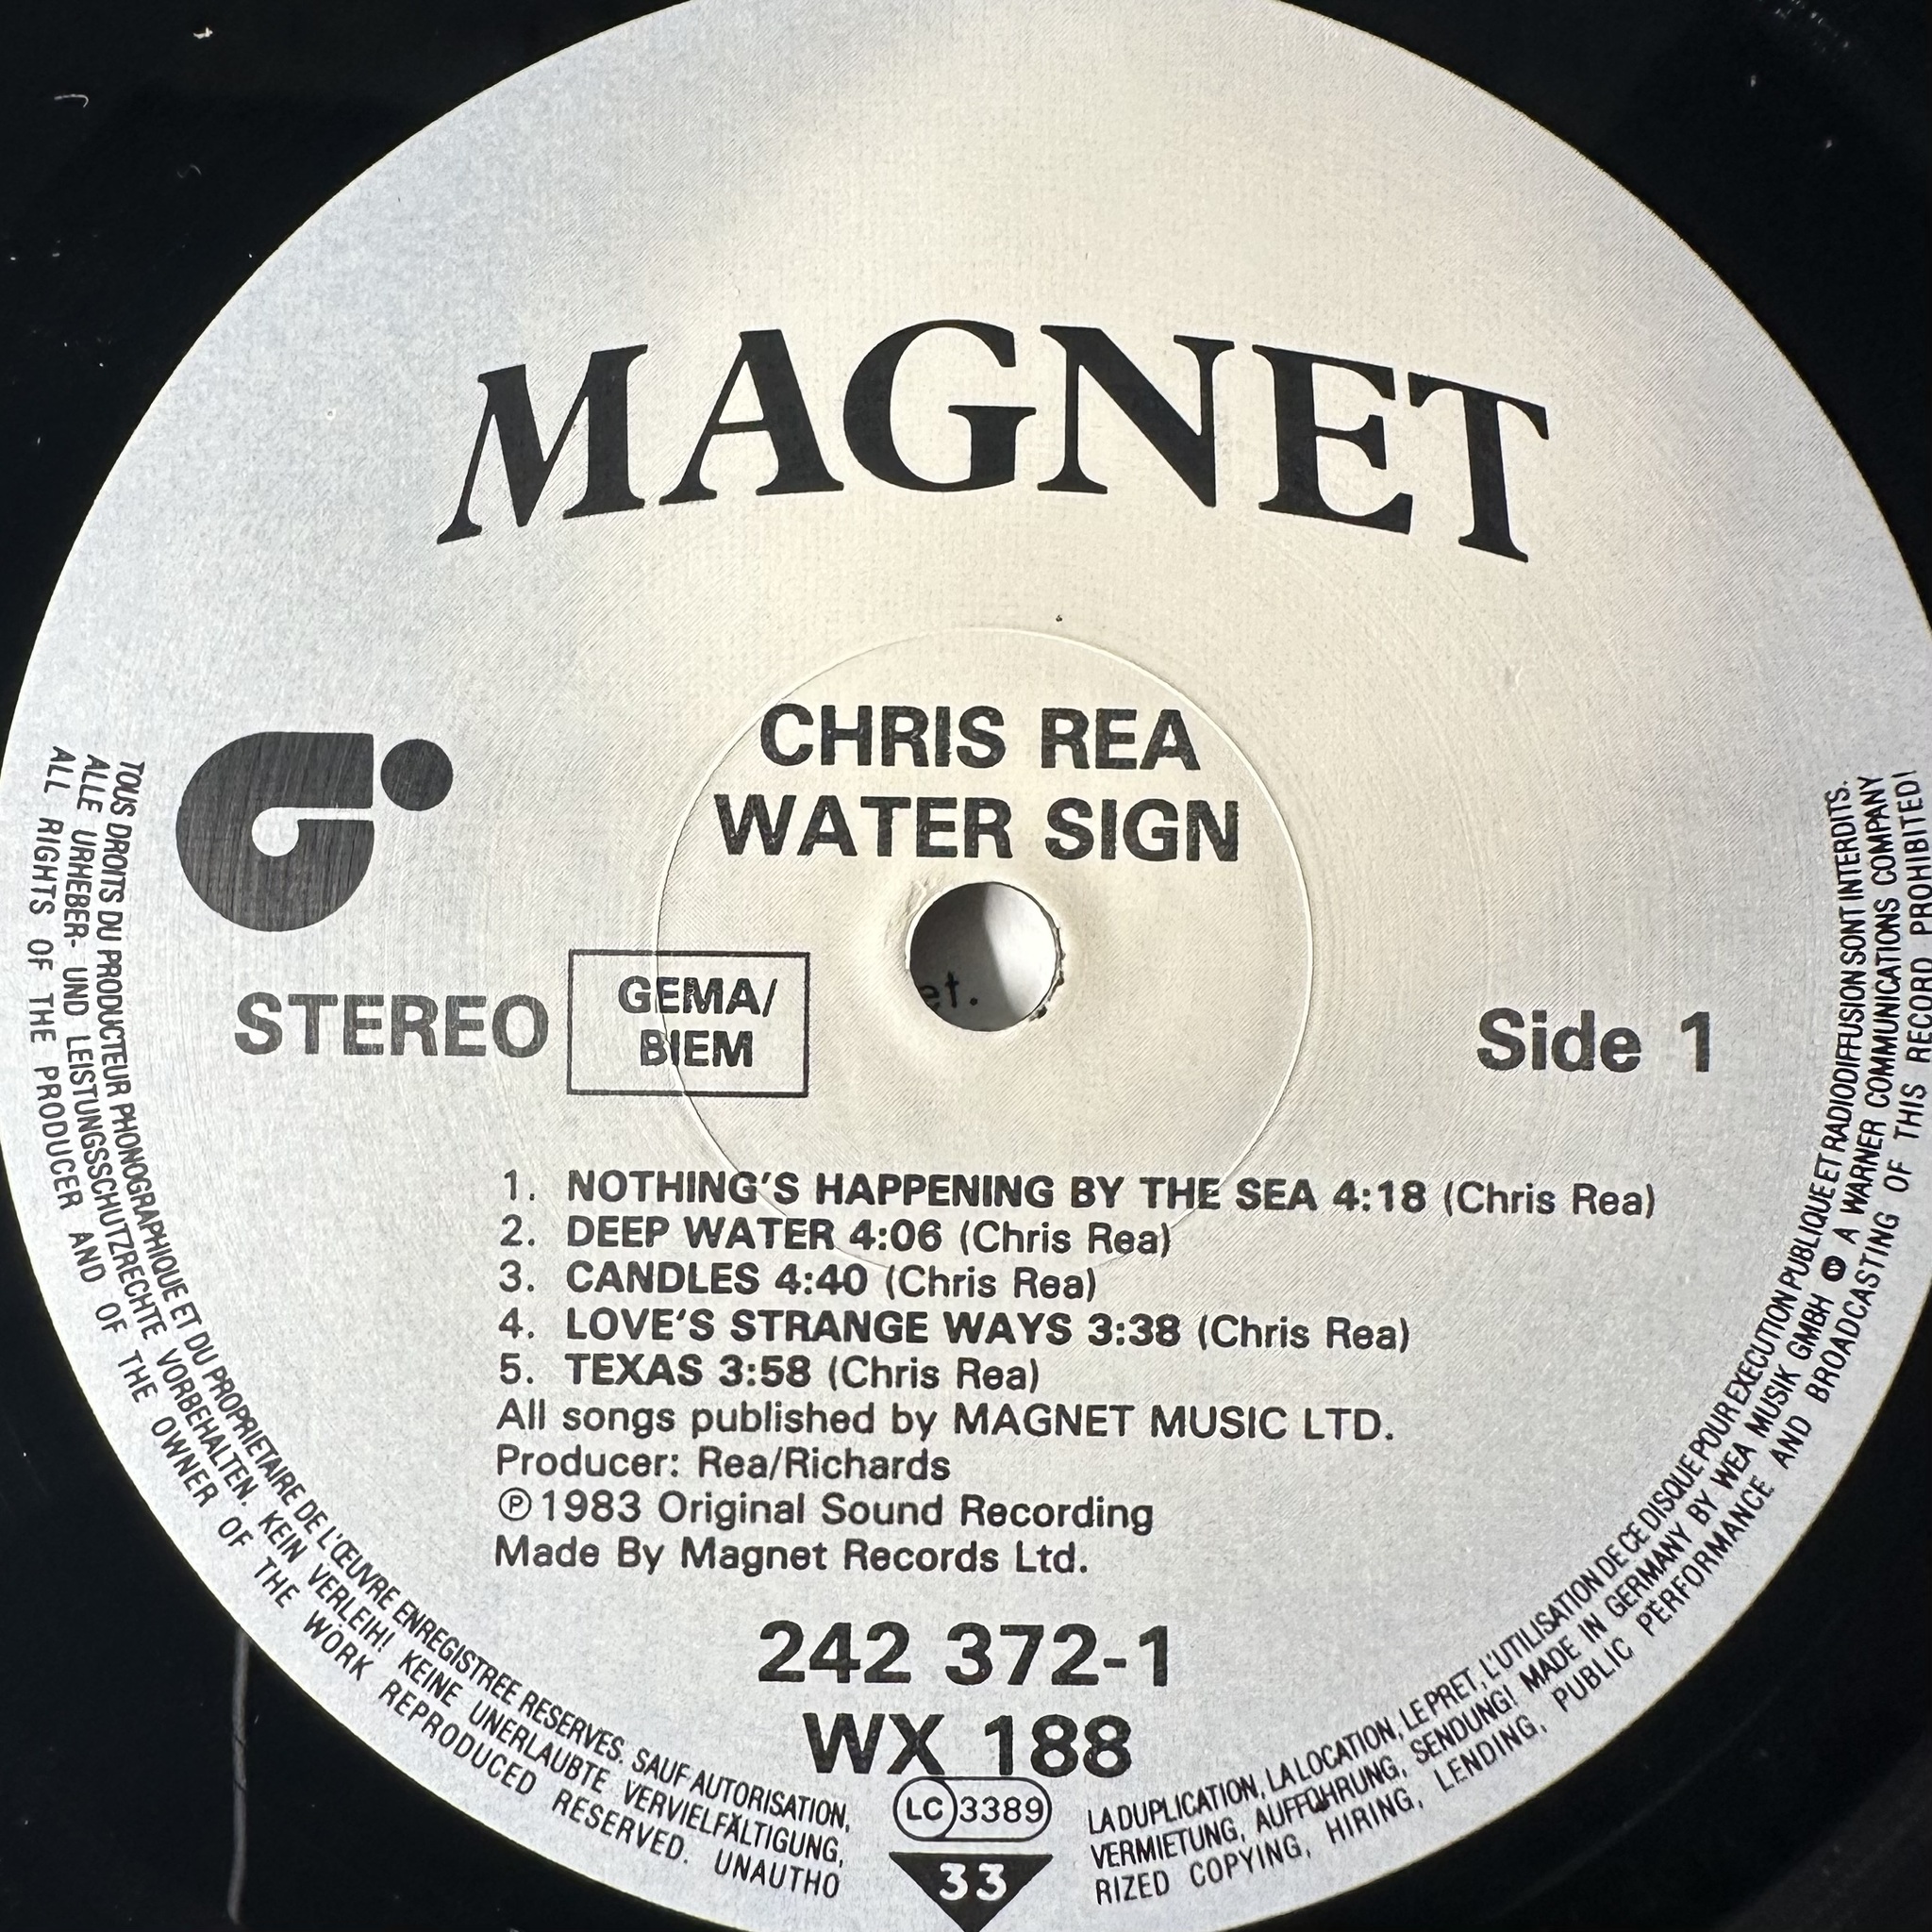 MAGNET
CHRIS REA
WATER SIGN
et.
STEREO
GEMA/
BIEM
Side 1
1. NOTHING'S HAPPENING BY THE SEA 4:18 (Chris Rea)
2. DEEP WATER 4:06 (Chris Rea)
3. CANDLES 4:40 (Chris Rea)
4. LOVE'S STRANGE WAYS 3:38 (Chris Rea)
5. TEXAS 3:58 (Chris Rea)
All songs published by MAGNET MUSIC LTD.
Producer: Rea/Richards
Ⓟ 1983 Original Sound Recording
Made By Magnet Records Ltd.
242 372-1
WX 188
LC 3389
33
TOUS DROITS DU PRODUCTEUR PHONOGRAPHIQUE ET DU PROPRIETAIRE DE L'ŒUVRE ENREGISTREE RESERVES. SAUF AUTORISATION, LA DUPLICATION, LA LOCATION, LE PRET, L'UTILISATION DE CE DISQUE POUR EXECUTION PUBLIQUE ET RADIODIFFUSION SONT INTERDITS.
ALLE URHEBER- UND LEISTUNGSSCHUTZRECHTE VORBEHALTEN. KEIN VERLEIH! KEINE UNERLAUBTE VERVIELFÄLTIGUNG, VERMIETUNG, AUFFÜHRUNG, SENDUNG! MADE IN GERMANY BY WEA MUSIK GMBH A WARNER COMMUNICATIONS COMPANY
ALL RIGHTS OF THE PRODUCER AND OF THE OWNER OF THE WORK REPRODUCED RESERVED. UNAUTHORIZED COPYING, HIRING, LENDING, PUBLIC PERFORMANCE AND BROADCASTING OF THIS RECORD PROHIBITED!